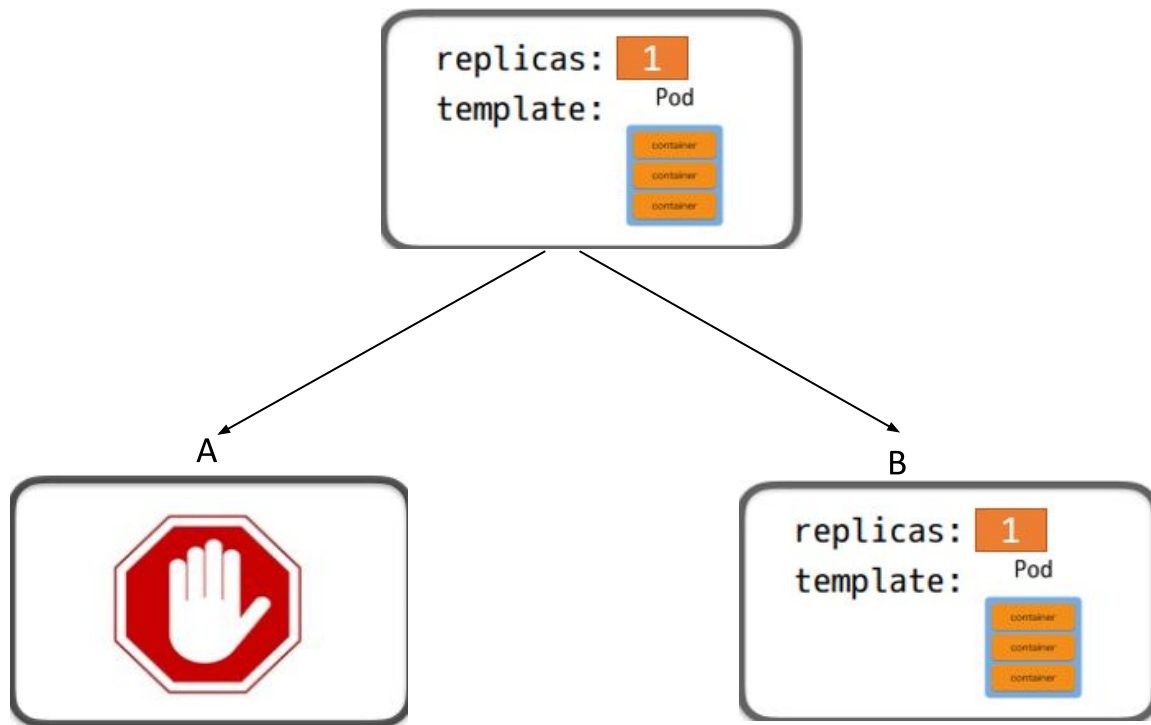 replicas: 1
template: Pod
container
container
container
A
B
replicas: 1
template: Pod
container
container
container